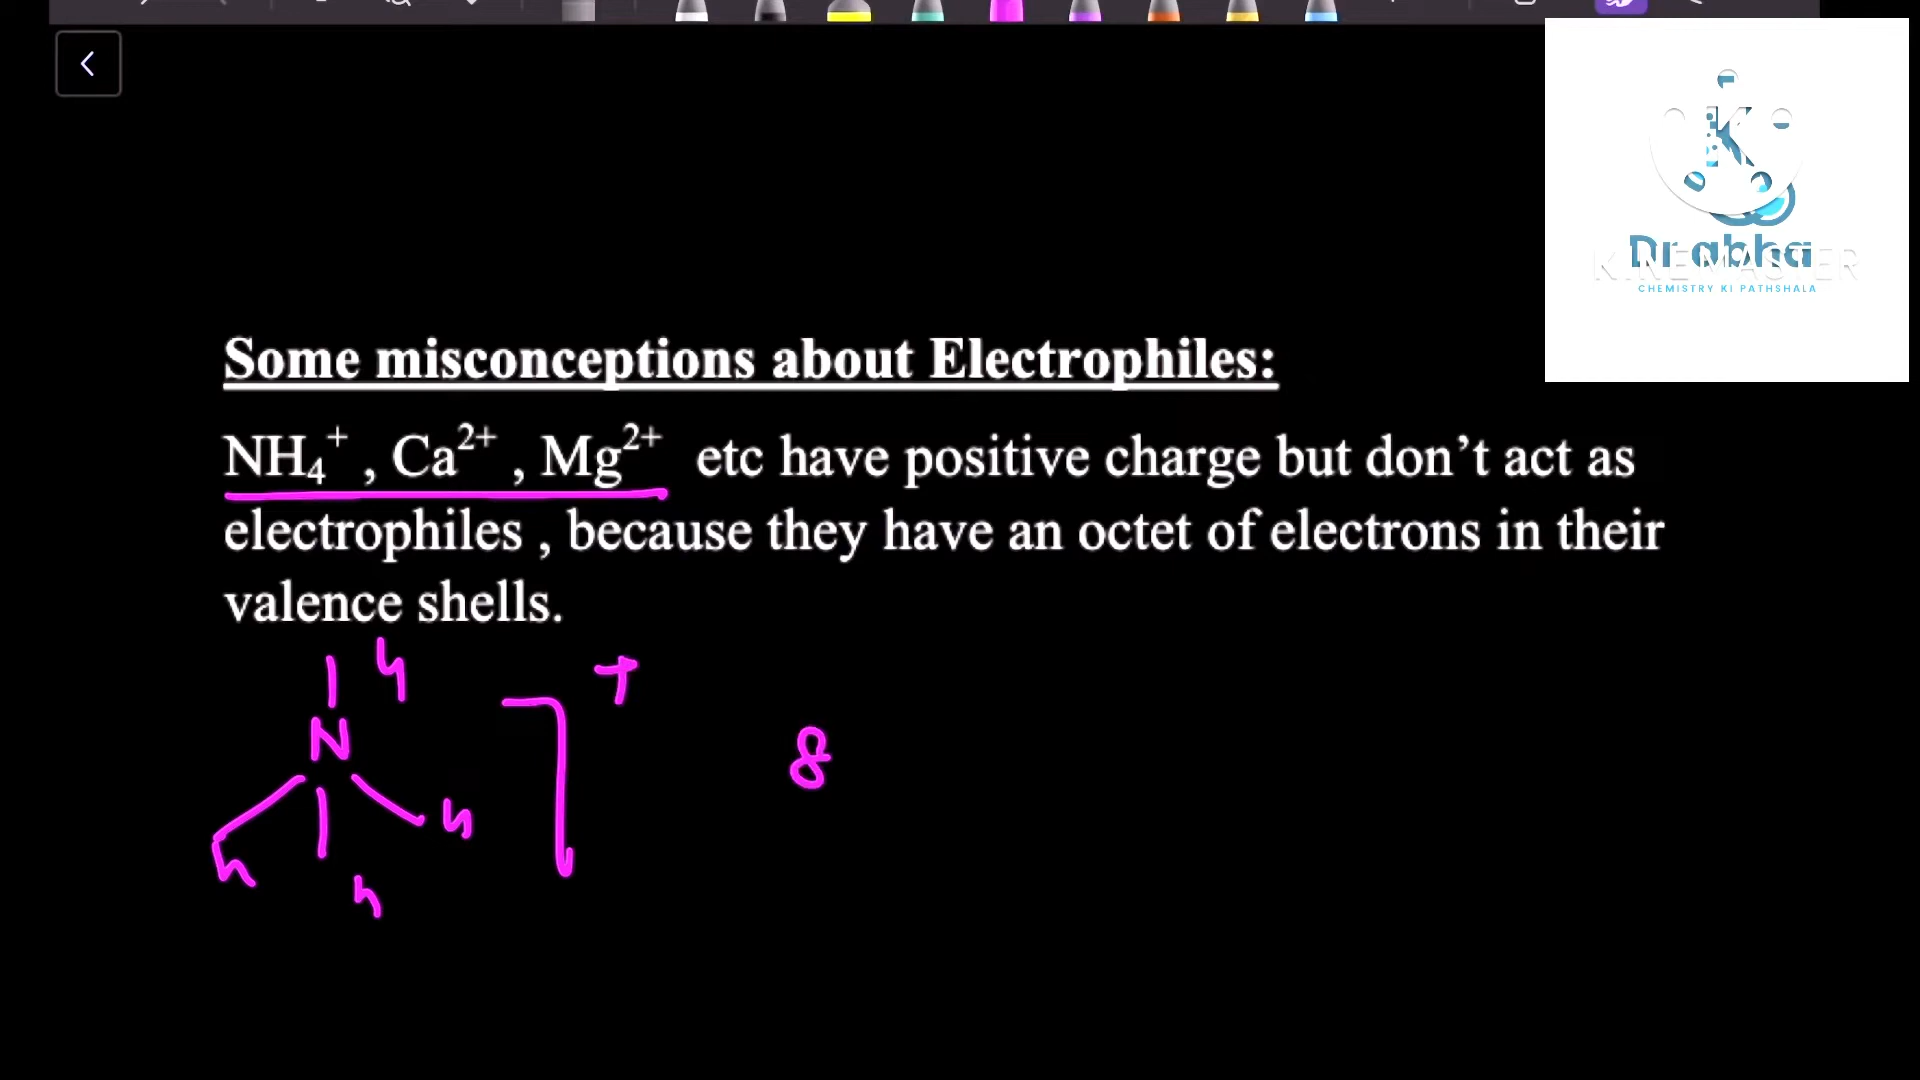 K
Dr abha
KINEMASTER
CHEMISTRY KI PATHSHALA
Some misconceptions about Electrophiles:
NH₄⁺ , Ca²⁺ , Mg²⁺ etc have positive charge but don’t act as
electrophiles , because they have an octet of electrons in their
valence shells.
H
+
N
8
H
H
H